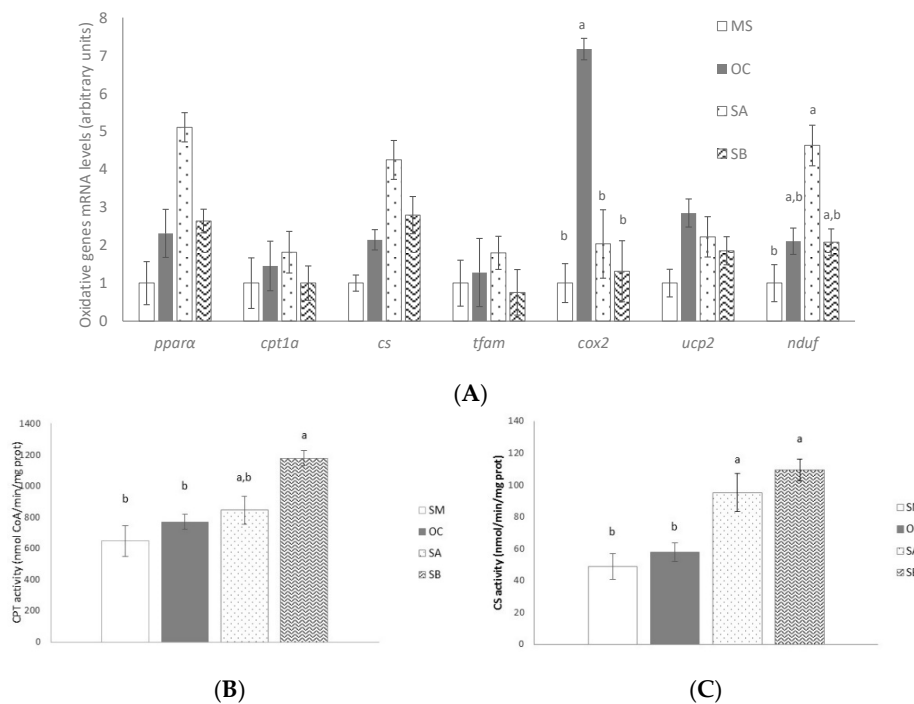 Oxidative genes mRNA levels (arbitrary units)
8
7
6
5
4
3
2
1
0
a
b
b
b
a
a,b
a,b
b
MS
OC
SA
SB
pparα cpt1a cs tfam cox2 ucp2 nduf
(A)
CPT activity (nmol CoA/min/mg prot)
1400
1200
1000
800
600
400
200
0
b
b
a,b
a
SM
OC
SA
SB
(B)
CS activity (nmol/min/mg prot)
140
120
100
80
60
40
20
0
b
b
a
a
(C)